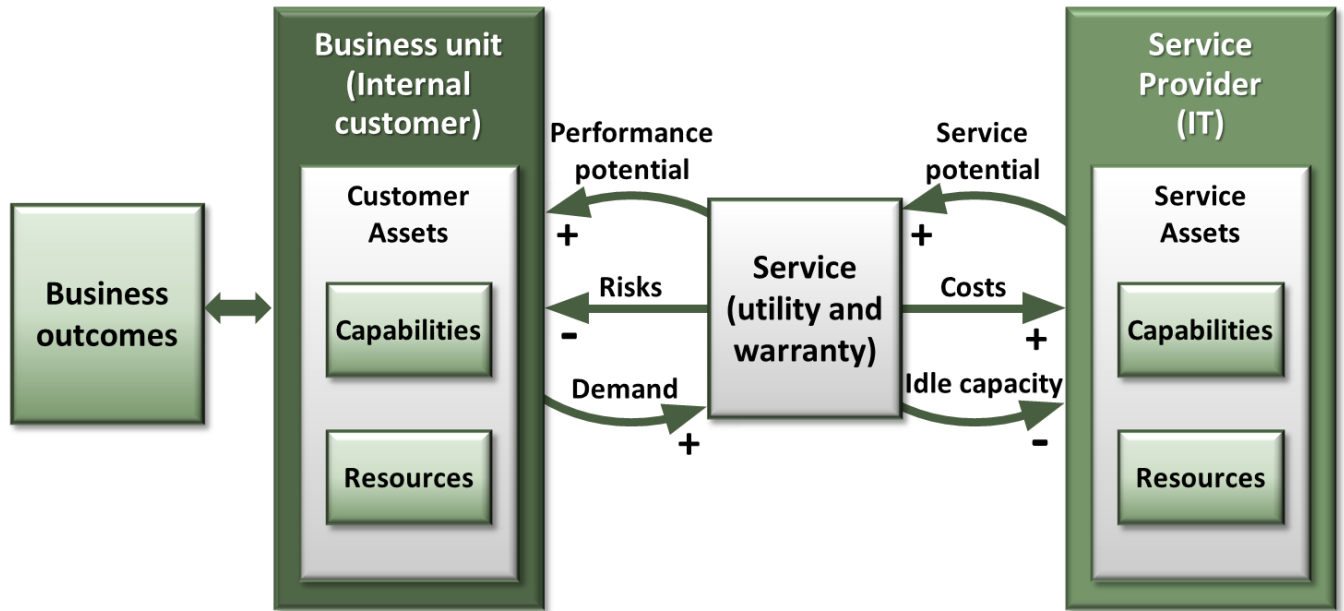 Business
outcomes
Business unit
(Internal
customer)
Customer
Assets
Capabilities
Resources
Performance
potential
+
Risks
-
Demand
+
Service
(utility and
warranty)
Service
potential
+
Costs
+
Idle capacity
-
Service
Provider
(IT)
Service
Assets
Capabilities
Resources